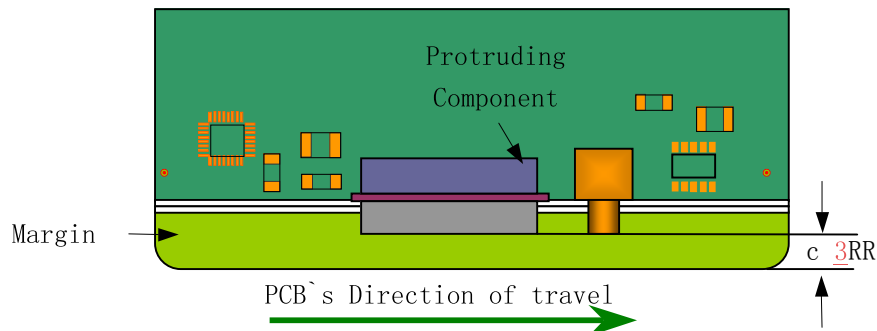 Protruding
Component
Margin
c 3RR
PCB`s Direction of travel